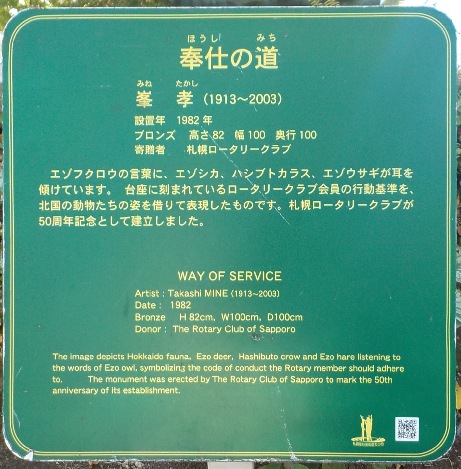 ほうし みち
奉仕の道
みね たかし
峯 孝 (1913～2003)
設置年 1982 年
ブロンズ 高さ82 幅100 奥行100
寄贈者 札幌ロータリークラブ
エゾフクロウの言葉に、エゾシカ、ハシブトカラス、エゾウサギが耳を
傾けています。 台座に刻まれているロータリークラブ会員の行動基準を、
北国の動物たちの姿を借りて表現したものです。札幌ロータリークラブが
50周年記念として建立しました。
WAY OF SERVICE
Artist : Takashi MINE (1913～2003)
Date : 1982
Bronze H 82cm, W100cm, D100cm
Donor : The Rotary Club of Sapporo
The image depicts Hokkaido fauna, Ezo deer, Hashibuto crow and Ezo hare listening to
the words of Ezo owl, symbolizing the code of conduct the Rotary member should adhere
to. The monument was erected by The Rotary Club of Sapporo to mark the 50th
anniversary of its establishment.